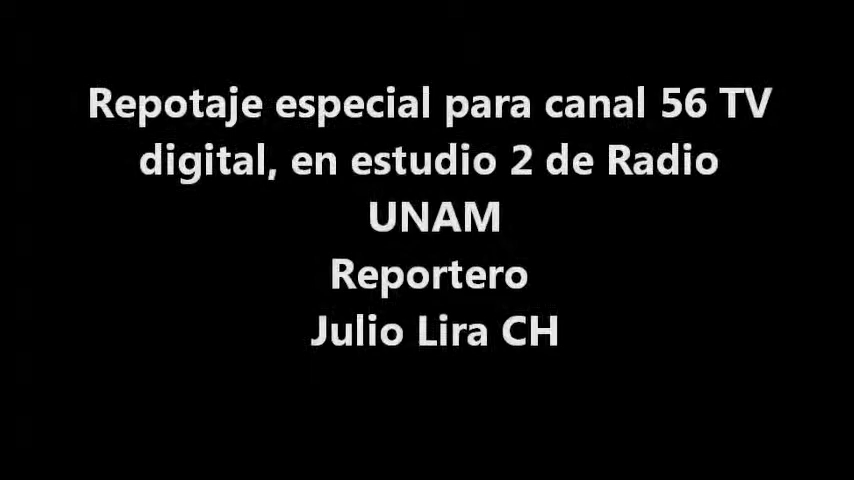 Repotaje especial para canal 56 TV
digital, en estudio 2 de Radio
UNAM
Reportero
Julio Lira CH